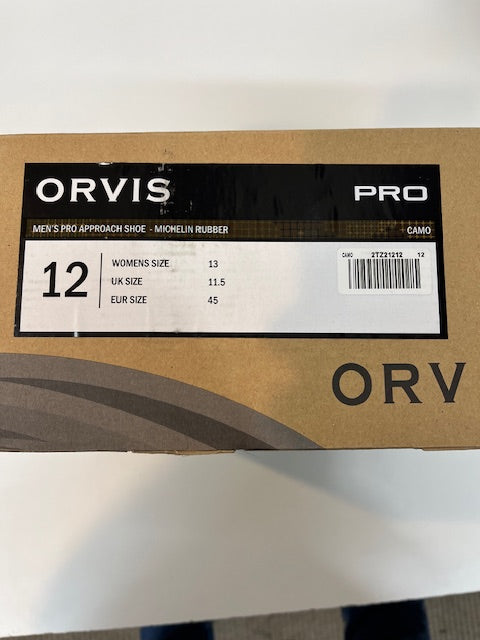 ORVIS PRO
MEN'S PRO APPROACH SHOE - MICHELIN RUBBER CAMO
12
WOMENS SIZE 13
UK SIZE 11.5
EUR SIZE 45
CAMO 2TZ21212 12
ORV